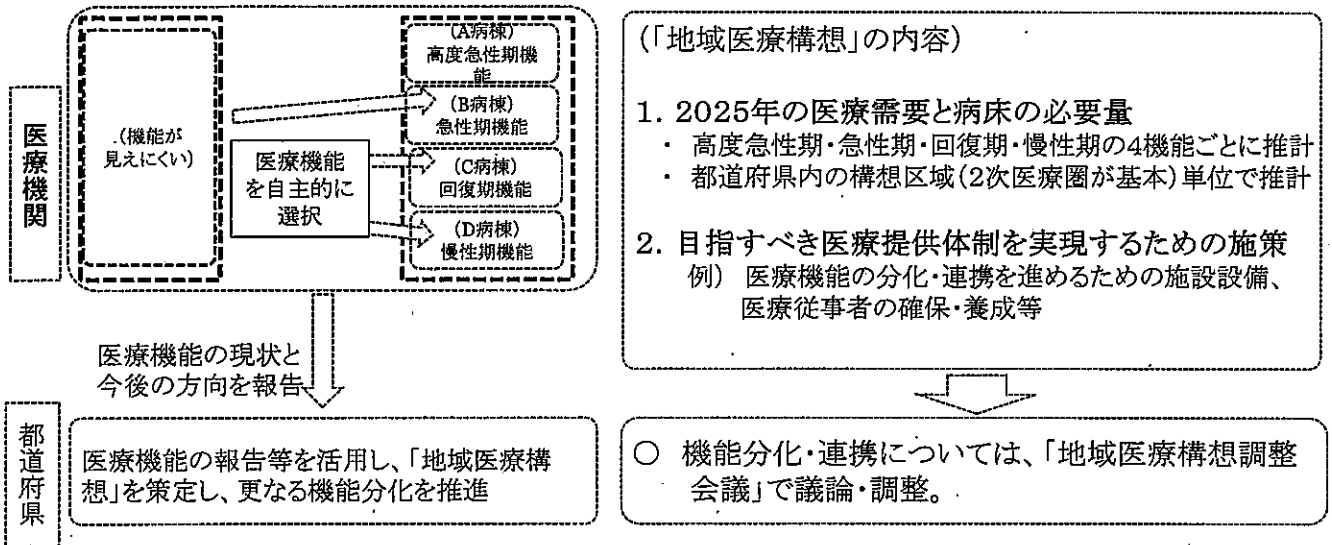 医療機関
(機能が
見えにくい)
医療機能
を自主的に
選択
(A病棟)
高度急性期機
能
(B病棟)
急性期機能
(C病棟)
回復期機能
(D病棟)
慢性期機能
医療機能の現状と
今後の方向を報告
都道府県
医療機能の報告等を活用し、「地域医療構
想」を策定し、更なる機能分化を推進
(「地域医療構想」の内容)
1. 2025年の医療需要と病床の必要量
・ 高度急性期・急性期・回復期・慢性期の4機能ごとに推計
・ 都道府県内の構想区域(2次医療圏が基本)単位で推計
2. 目指すべき医療提供体制を実現するための施策
例) 医療機能の分化・連携を進めるための施設設備、
医療従事者の確保・養成等
○ 機能分化・連携については、「地域医療構想調整
会議」で議論・調整。